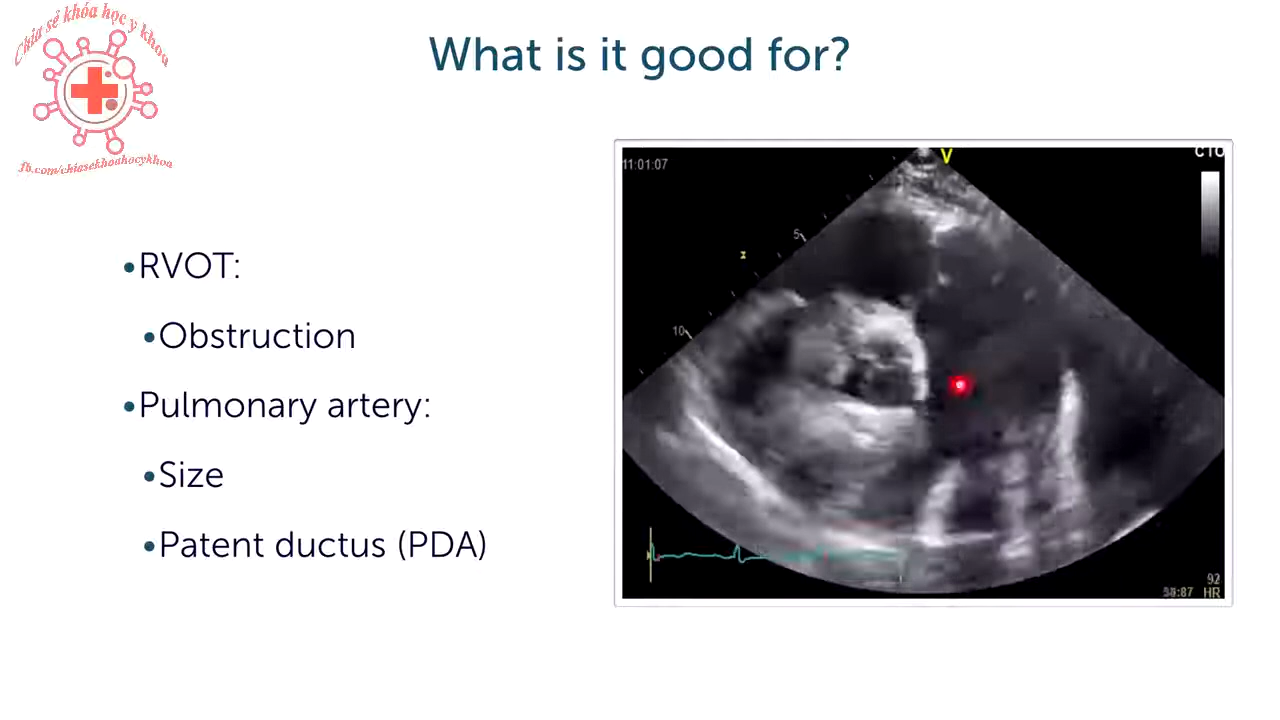 Chia sẻ khóa học y khoa
fb.com/chiasekhoahocykhoa
What is it good for?
•RVOT:
•Obstruction
•Pulmonary artery:
•Size
•Patent ductus (PDA)
11:01:07
V
5
10
92
HR